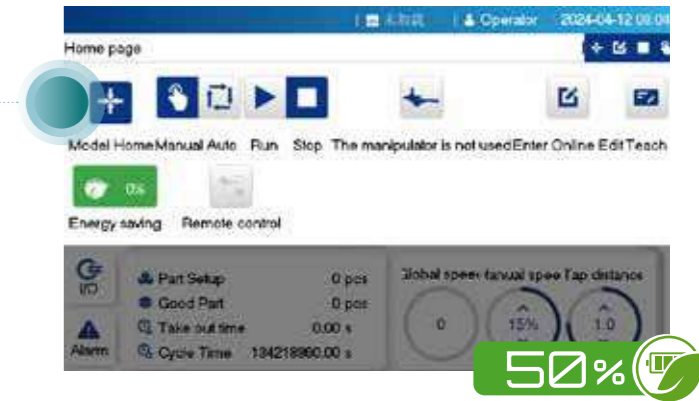 Operator 2024-04-12
Home page
Model Home Manual Auto Run Stop The manipulator is not used Enter Online Edit Teach
0%
Energy saving Remote control
I/O
Part Setup 0 pcs
Good Part 0 pcs
Take out time 0.00 s
Cycle Time 134218960.00 s
Alarm
Global speed Manual speed Tap distance
0 15% 1.0
50%